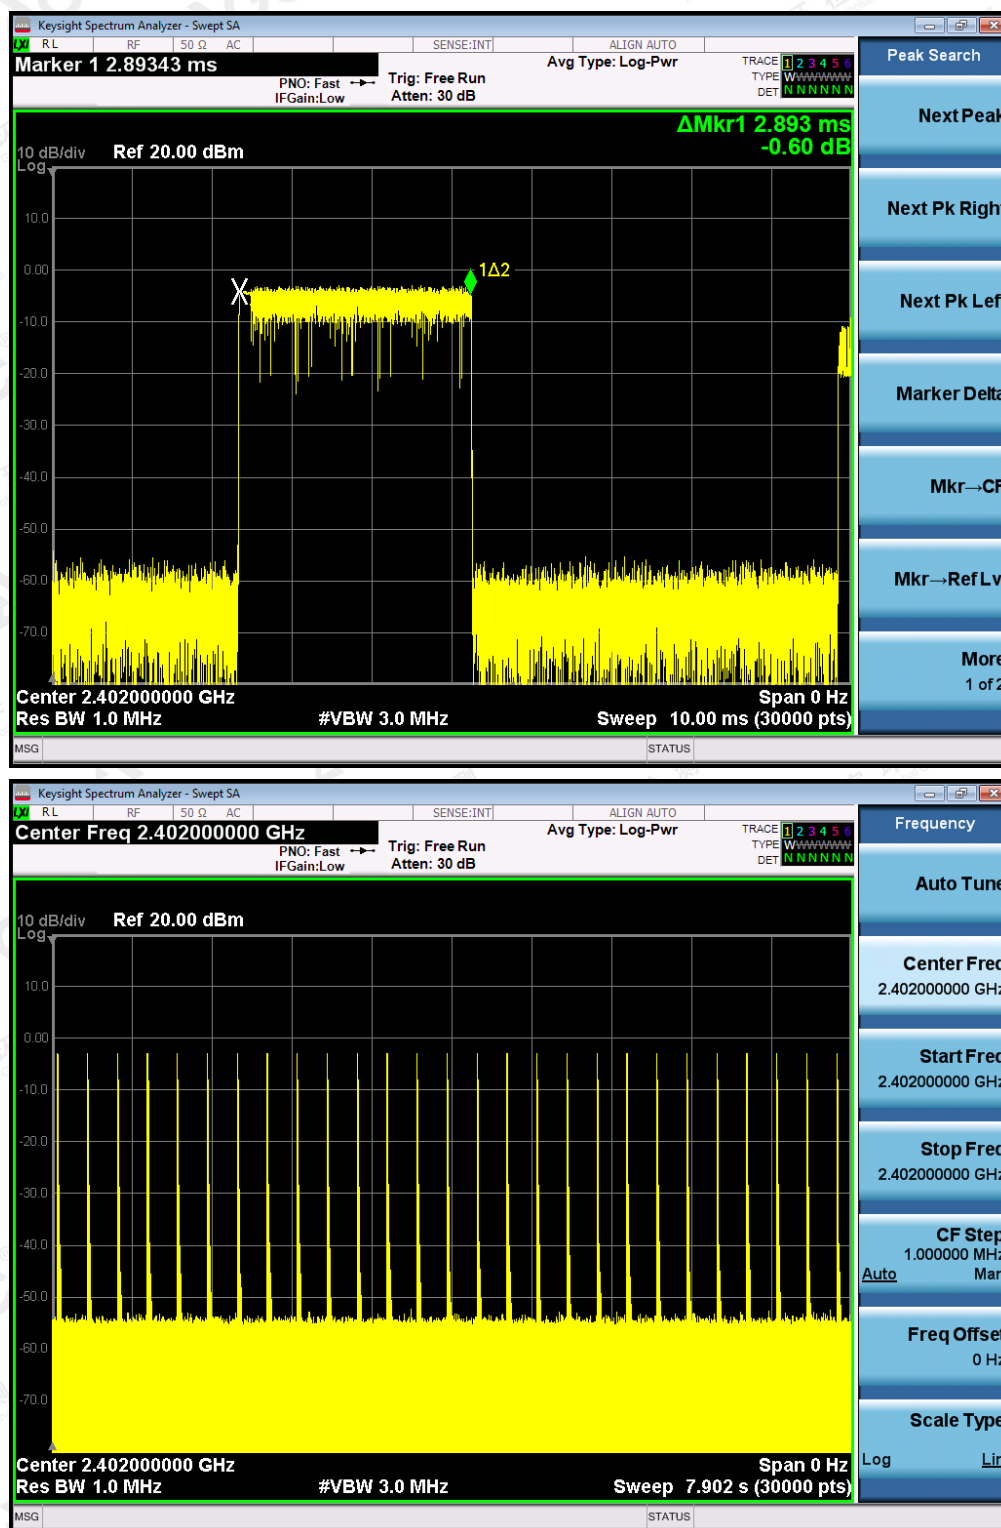 Keysight Spectrum Analyzer - Swept SA
LXI RL RF 50 Ω AC SENSE:INT ALIGN AUTO
Marker 1 2.89343 ms
PNO: Fast
IFGain:Low
Trig: Free Run
Atten: 30 dB
Avg Type: Log-Pwr
TRACE 1 2 3 4 5 6
TYPE WWWWWW
DET N N N N N N
Peak Search
ΔMkr1 2.893 ms
-0.60 dB
10 dB/div Ref 20.00 dBm
Log
10.0
0.00
-10.0
-20.0
-30.0
-40.0
-50.0
-60.0
-70.0
1Δ2
Center 2.402000000 GHz Span 0 Hz
Res BW 1.0 MHz #VBW 3.0 MHz Sweep 10.00 ms (30000 pts)
MSG STATUS
Next Peak
Next Pk Right
Next Pk Left
Marker Delta
Mkr→CF
Mkr→Ref Lvl
More
1 of 2
Keysight Spectrum Analyzer - Swept SA
LXI RL RF 50 Ω AC SENSE:INT ALIGN AUTO
Center Freq 2.402000000 GHz
PNO: Fast
IFGain:Low
Trig: Free Run
Atten: 30 dB
Avg Type: Log-Pwr
TRACE 1 2 3 4 5 6
TYPE WWWWWW
DET N N N N N N
Frequency
10 dB/div Ref 20.00 dBm
Log
10.0
0.00
-10.0
-20.0
-30.0
-40.0
-50.0
-60.0
-70.0
Center 2.402000000 GHz Span 0 Hz
Res BW 1.0 MHz #VBW 3.0 MHz Sweep 7.902 s (30000 pts)
MSG STATUS
Auto Tune
Center Freq
2.402000000 GHz
Start Freq
2.402000000 GHz
Stop Freq
2.402000000 GHz
CF Step
1.000000 MHz
Auto Man
Freq Offset
0 Hz
Scale Type
Log Lin